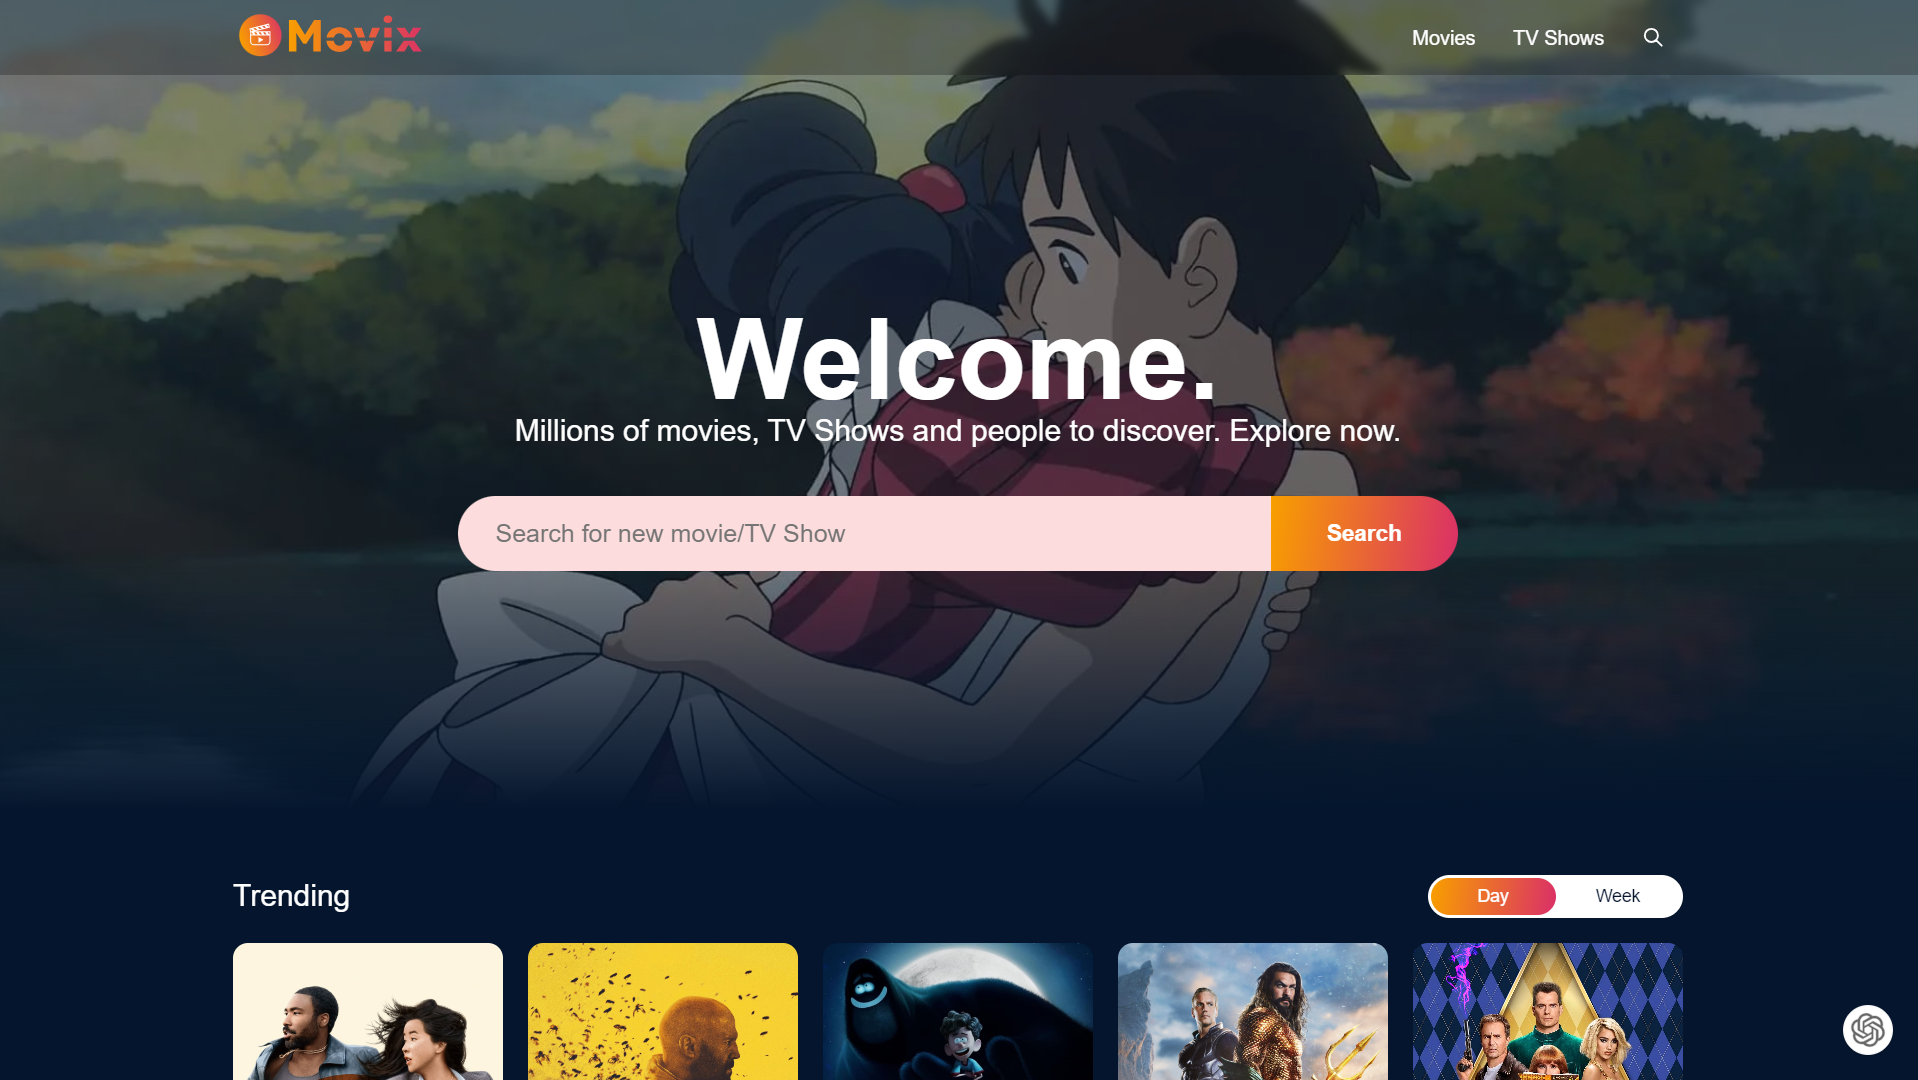 Movix
Movies
TV Shows
Welcome.
Millions of movies, TV Shows and people to discover. Explore now.
Search for new movie/TV Show
Search
Trending
Day
Week